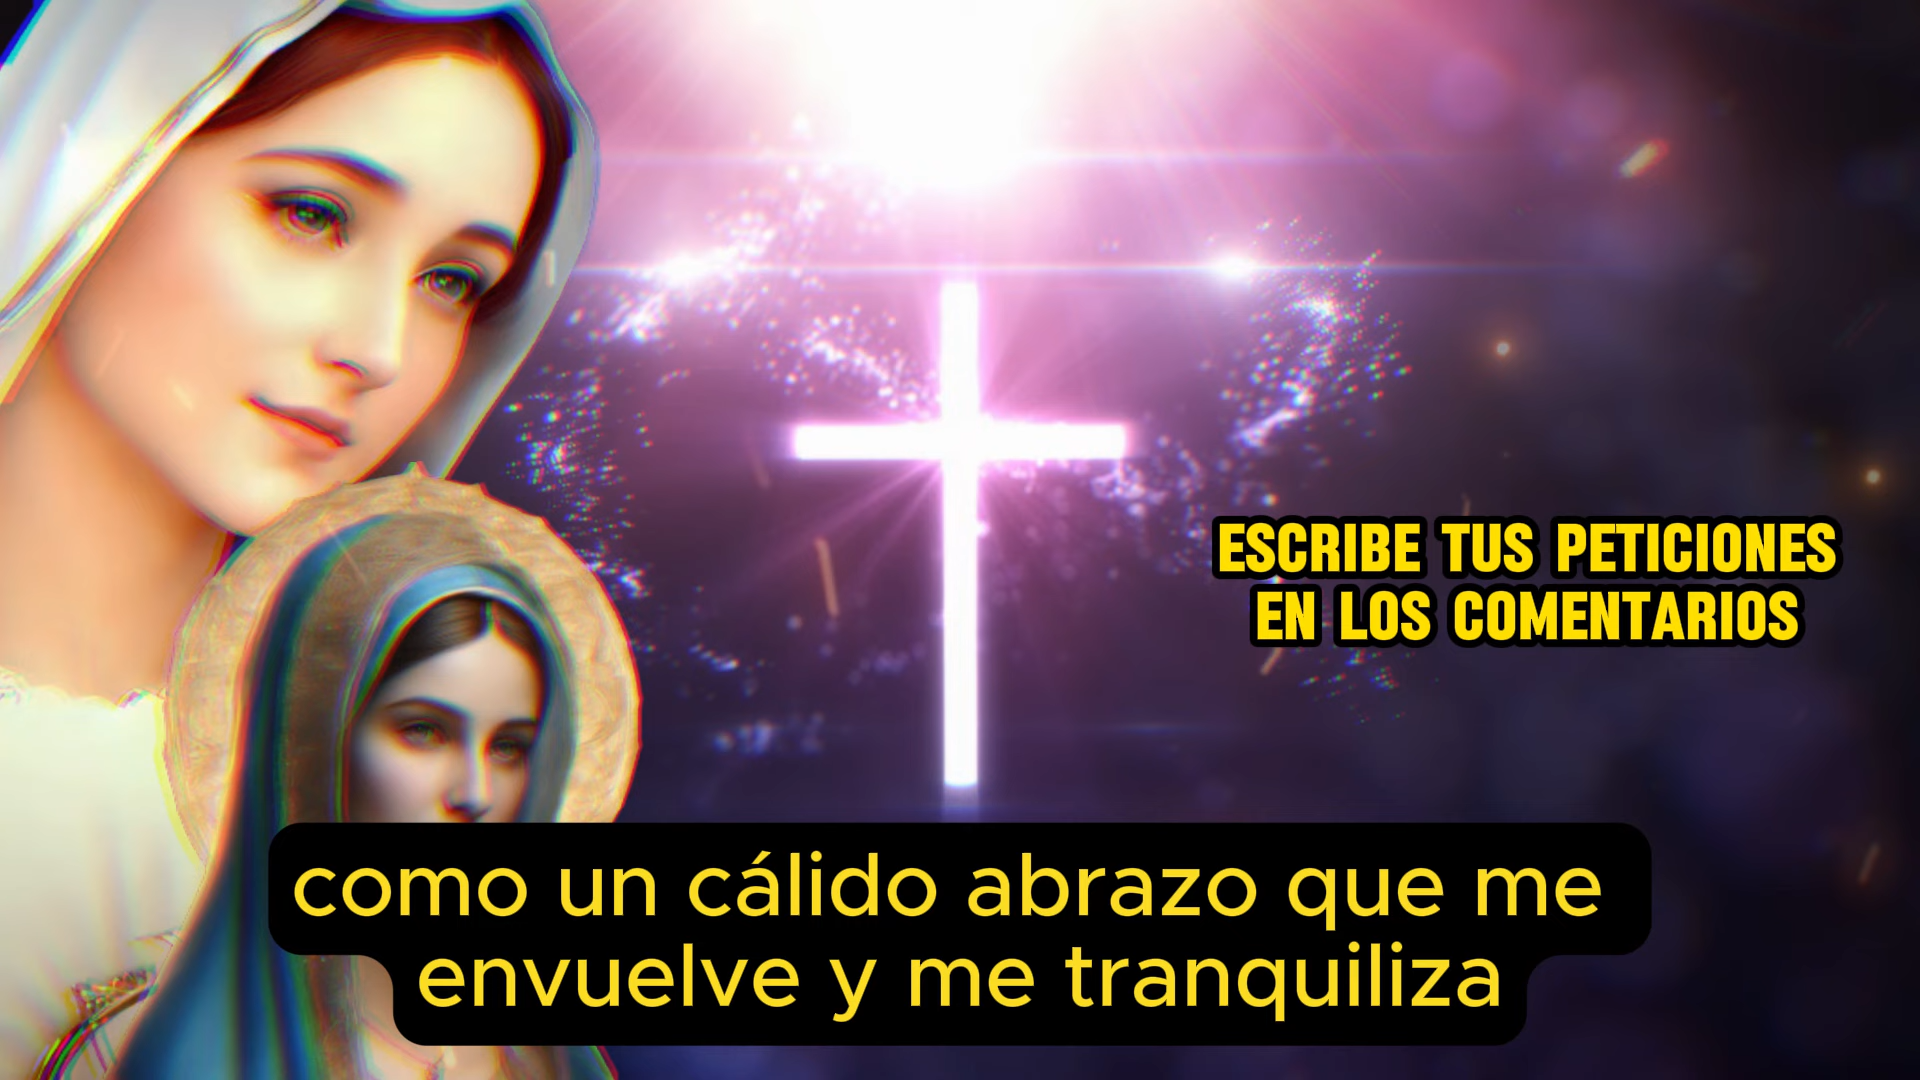 ESCRIBE TUS PETICIONES
EN LOS COMENTARIOS
como un cálido abrazo que me
envuelve y me tranquiliza